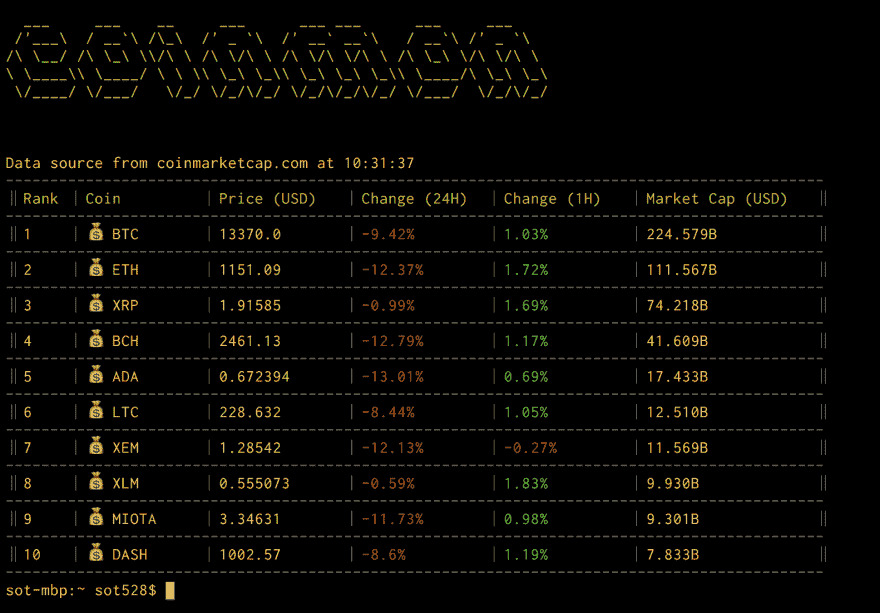 coinmon
Data source from coinmarketcap.com at 10:31:37
Rank | Coin | Price (USD) | Change (24H) | Change (1H) | Market Cap (USD)
1 | 💰 BTC | 13370.0 | -9.42% | 1.03% | 224.579B
2 | 💰 ETH | 1151.09 | -12.37% | 1.72% | 111.567B
3 | 💰 XRP | 1.91585 | -0.99% | 1.69% | 74.218B
4 | 💰 BCH | 2461.13 | -12.79% | 1.17% | 41.609B
5 | 💰 ADA | 0.672394 | -13.01% | 0.69% | 17.433B
6 | 💰 LTC | 228.632 | -8.44% | 1.05% | 12.510B
7 | 💰 XEM | 1.28542 | -12.13% | -0.27% | 11.569B
8 | 💰 XLM | 0.555073 | -0.59% | 1.83% | 9.930B
9 | 💰 MIOTA | 3.34631 | -11.73% | 0.98% | 9.301B
10 | 💰 DASH | 1002.57 | -8.6% | 1.19% | 7.833B
sot-mbp:~ sot528$